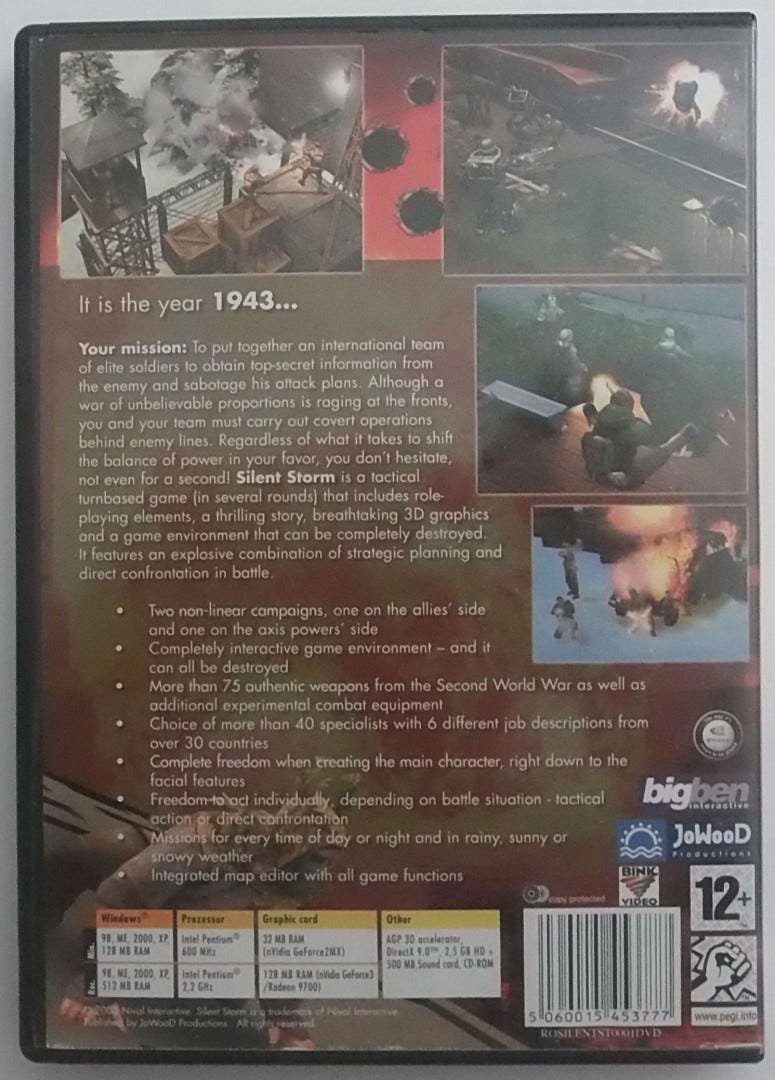 It is the year 1943...
Your mission: To put together an international team
of elite soldiers to obtain top-secret information from
the enemy and sabotage his attack plans. Although a
war of unbelievable proportions is raging at the fronts,
you and your team must carry out covert operations
behind enemy lines. Regardless of what it takes to shift
the balance of power in your favor, you don't hesitate,
not even for a second! Silent Storm is a tactical
turnbased game (in several rounds) that includes role-
playing elements, a thrilling story, breathtaking 3D graphics
and a game environment that can be completely destroyed.
It features an explosive combination of strategic planning and
direct confrontation in battle.
• Two non-linear campaigns, one on the allies' side
and one on the axis powers' side
• Completely interactive game environment – and it
can all be destroyed
• More than 75 authentic weapons from the Second World War as well as
additional experimental combat equipment
• Choice of more than 40 specialists with 6 different job descriptions from
over 30 countries
• Complete freedom when creating the main character, right down to the
facial features
• Freedom to act individually, depending on battle situation - tactical
action or direct confrontation
• Missions for every time of day or night and in rainy, sunny or
snowy weather
• Integrated map editor with all game functions
bigben
interactive
JoWooD
Productions
BINK
VIDEO
12+
copy protected
www.pegi.info
Windows® Prozessor Graphic card Other
Min.
98, ME, 2000, XP,
128 MB RAM
Intel Pentium®
600 MHz
32 MB RAM
(nVidia GeForce2MX)
AGP 3D accelerator,
DirectX 9.0™, 2,5 GB HD +
500 MB,Sound card, CD-ROM
Rec.
98, ME, 2000, XP,
512 MB RAM
Intel Pentium®
2,2 GHz
128 MB RAM (nVidia GeForce3
/Radeon 9700)
Nival Interactive. Silent Storm is a trademark of Nival Interactive.
Published by JoWooD Productions. All rights reserved.
5 060015 453777
ROSILENTST0001DVD